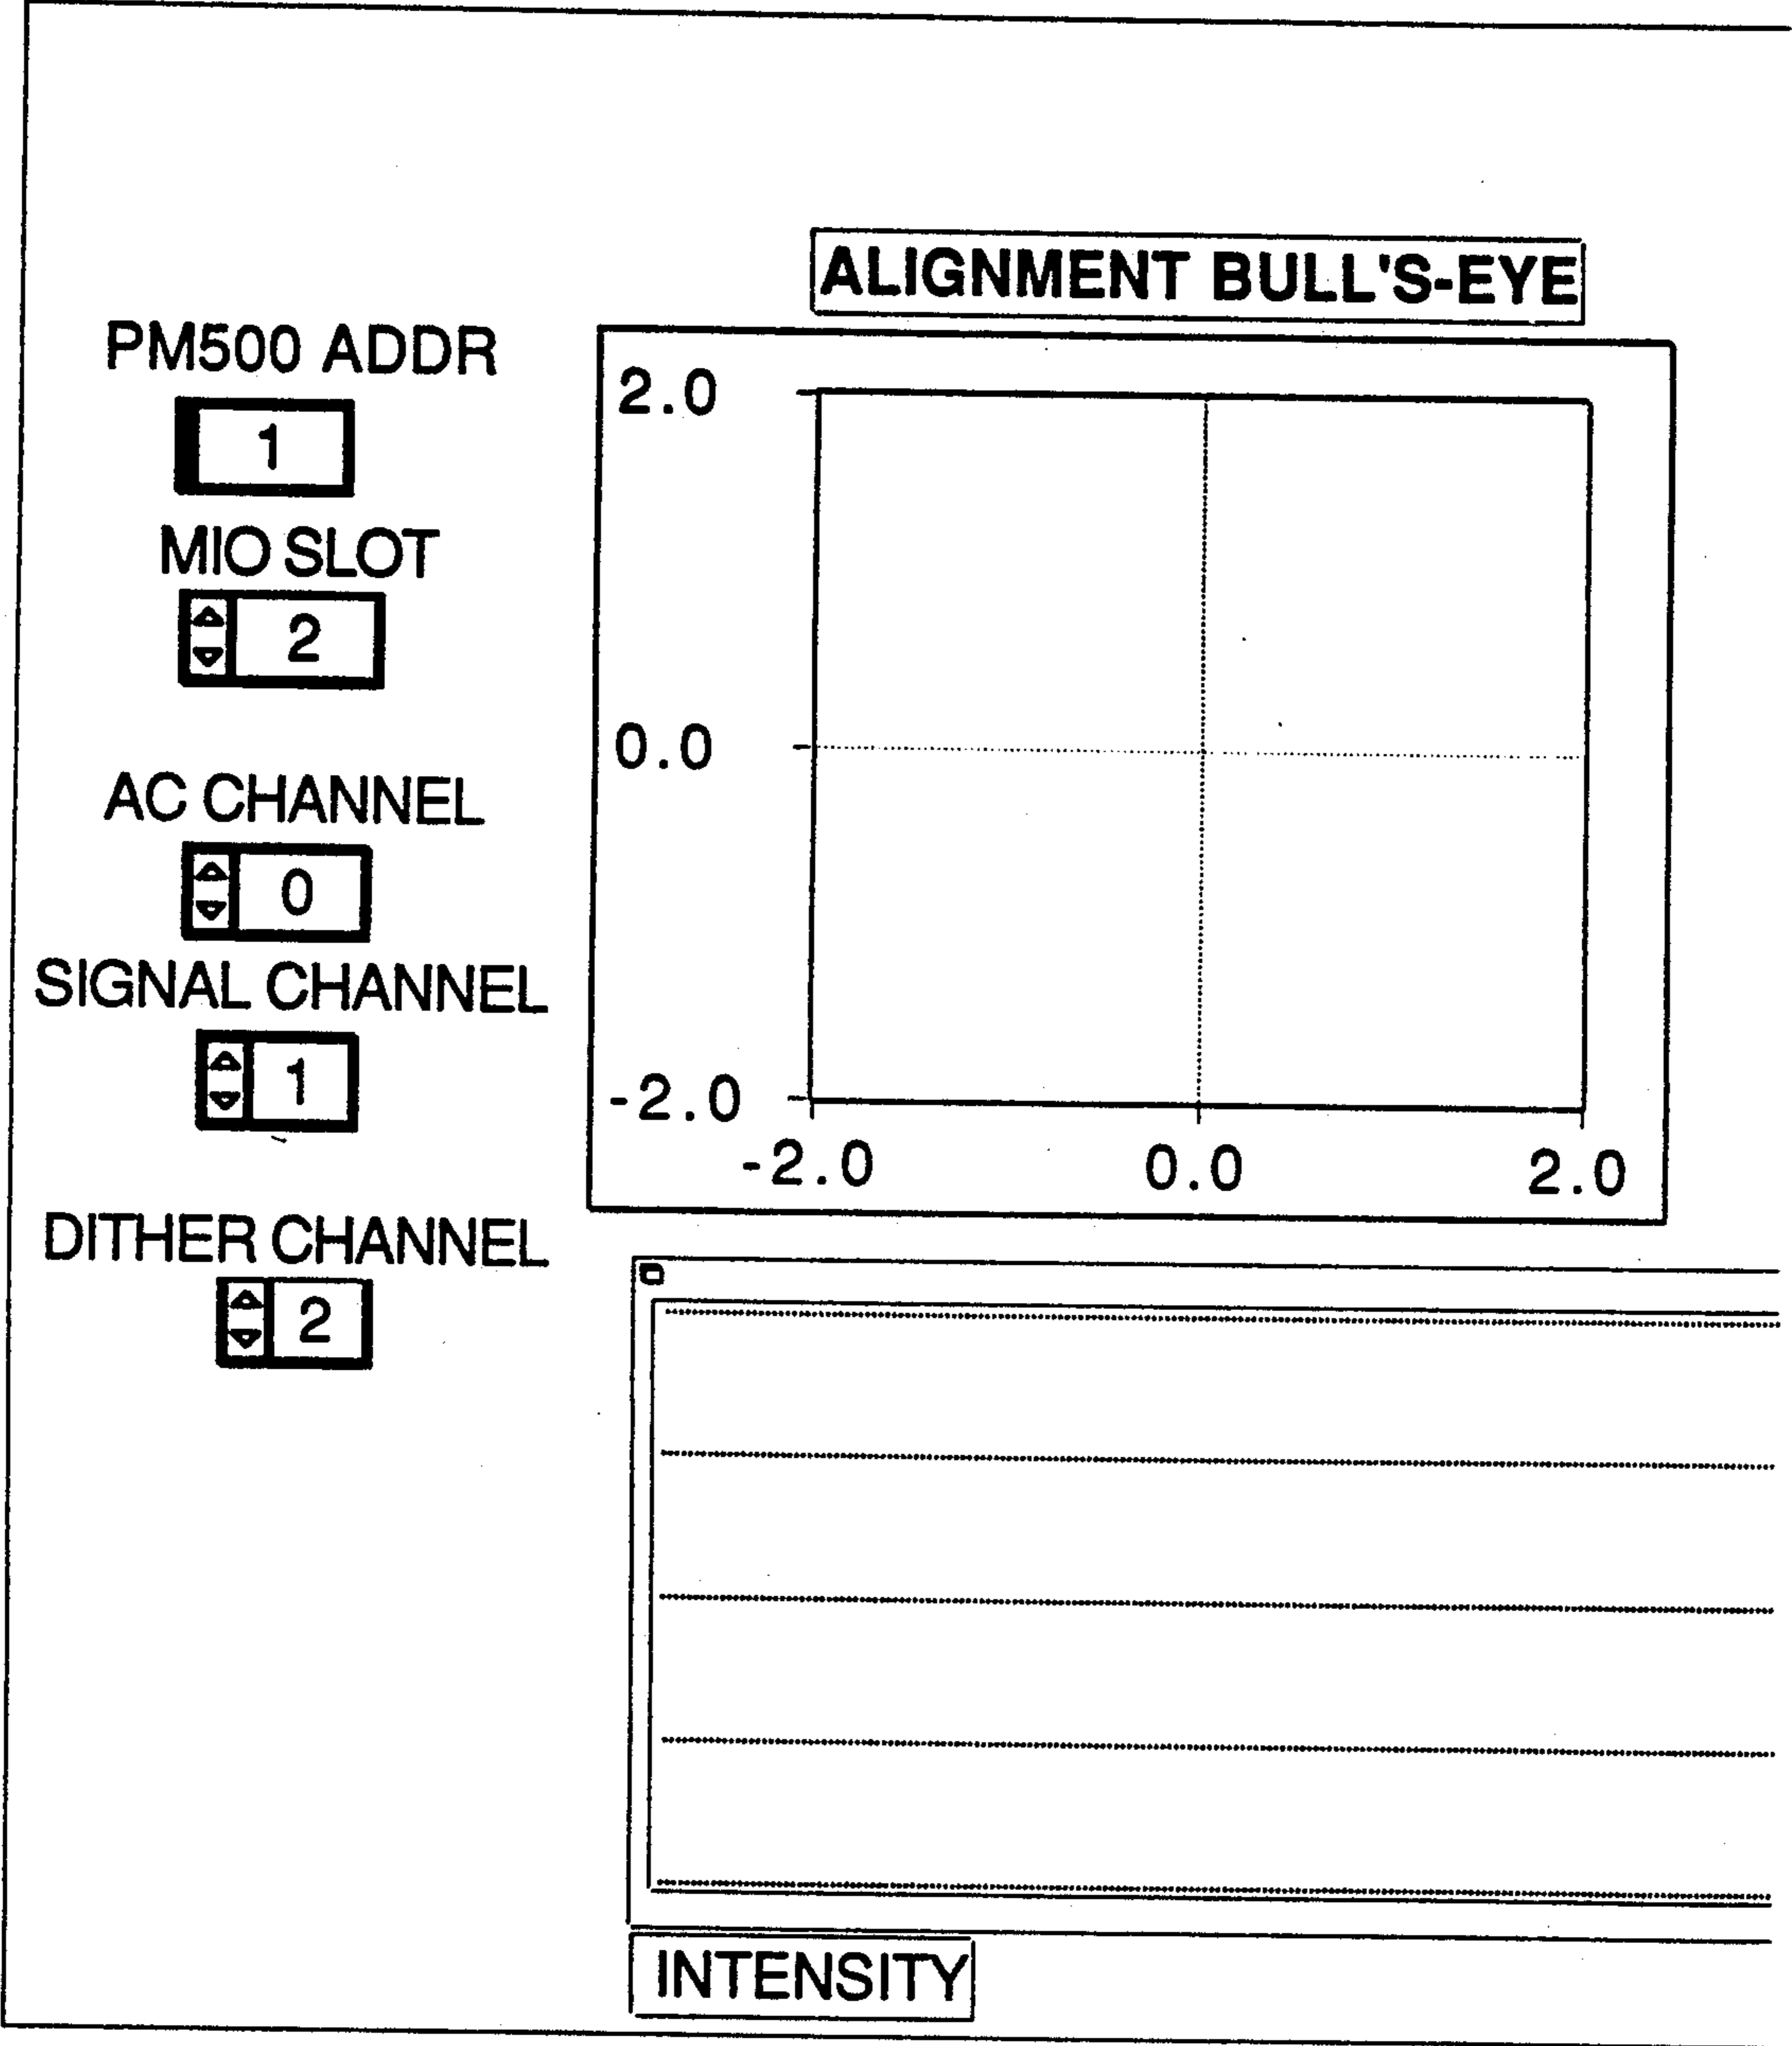 ALIGNMENT BULL'S-EYE
PM500 ADDR
1
MIO SLOT
2
AC CHANNEL
0
SIGNAL CHANNEL
1
DITHER CHANNEL
2
2.0
0.0
-2.0
-2.0 0.0 2.0
INTENSITY